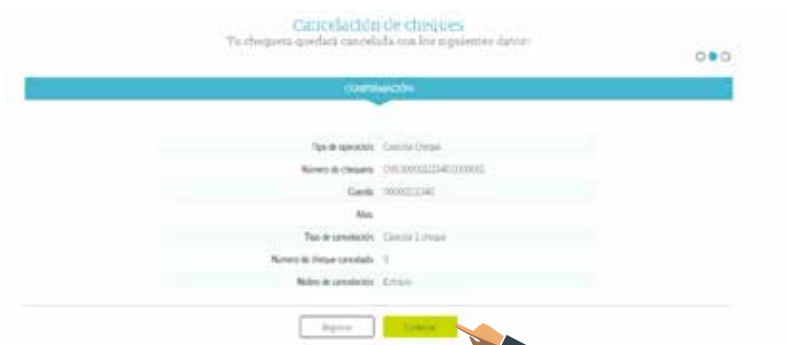 Cancelación de cheques
Tu chequera quedará cancelada con los siguientes datos:
CONFIRMACIÓN
Tipo de operación Cancelar Cheque
Número de chequera
Cuenta
Alias
Tipo de cancelación Cancelar 1 cheque
Número de cheque cancelado
Motivo de cancelación Extravío
Regresar